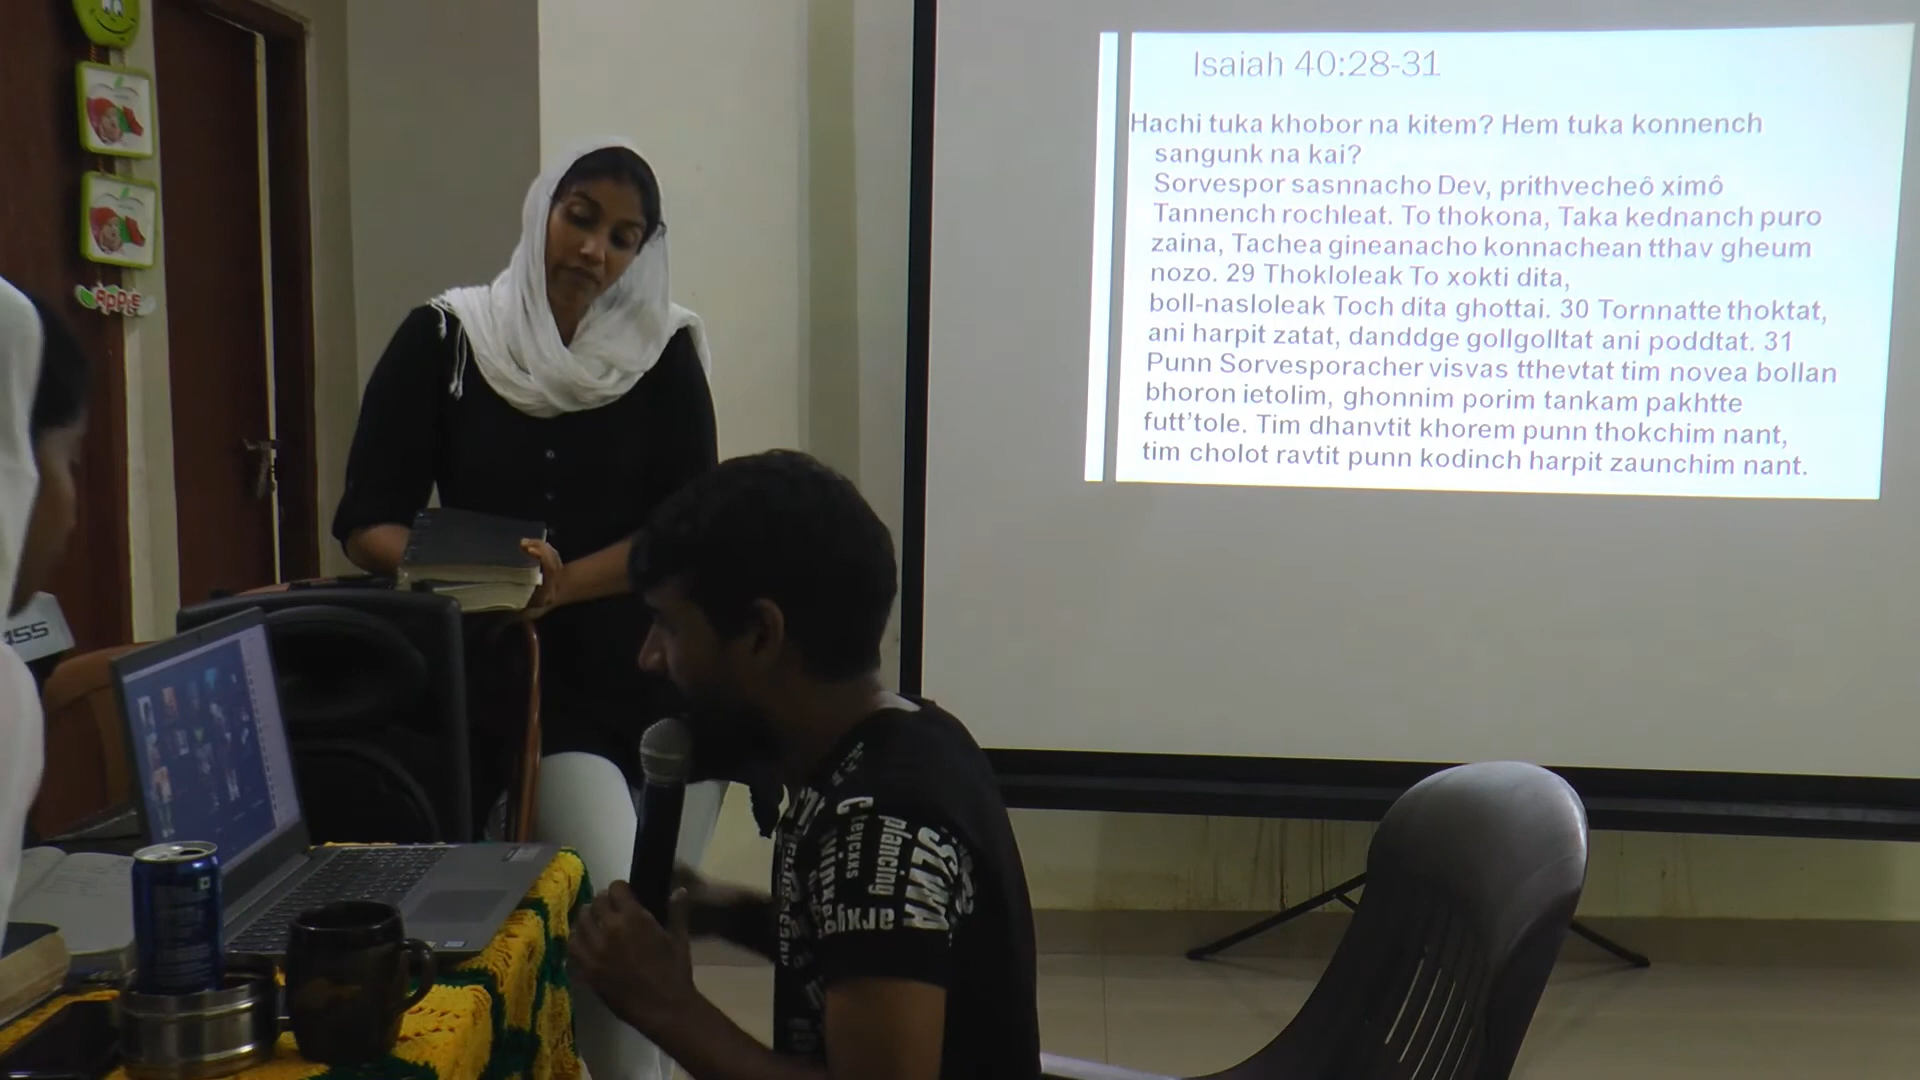 Isaiah 40:28-31
Hachi tuka khobor na kitem? Hem tuka konnench
sangunk na kai?
Sorvespor sasnnacho Dev, prithvecheô ximô
Tannench rochleat. To thokona, Taka kednanch puro
zaina, Tachea gineanacho konnachean tthav gheum
nozo. 29 Thokloleak To xokti dita,
boll-nasloleak Toch dita ghottai. 30 Tornnatte thoktat,
ani harpit zatat, danddge gollgolltat ani poddtat. 31
Punn Sorvesporacher visvas tthevtat tim novea bollan
bhoron ietolim, ghonnim porim tankam pakhtte
futt'tole. Tim dhanvtit khorem punn thokchim nant,
tim cholot ravtit punn kodinch harpit zaunchim nant.
APPLE
plancing